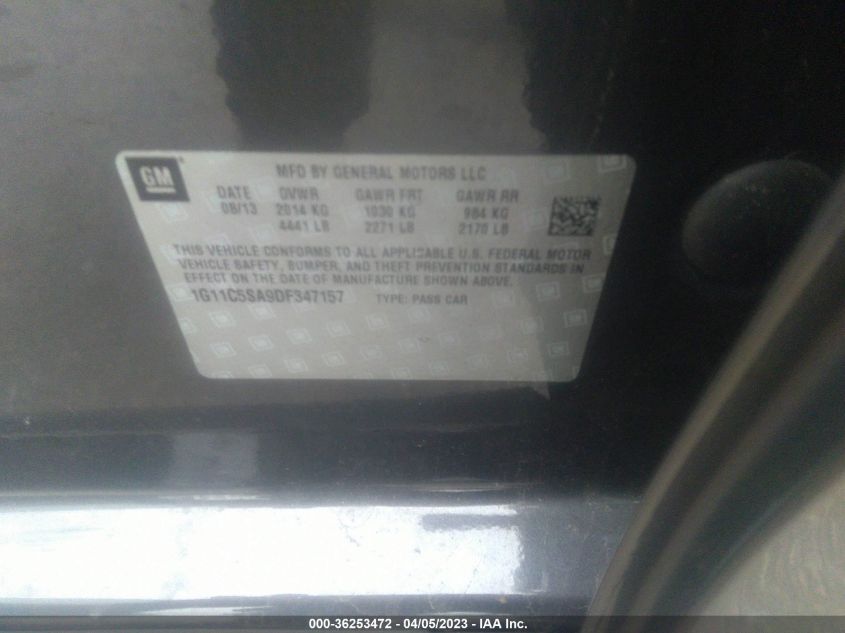 GM
MFD BY GENERAL MOTORS LLC
DATE GVWR GAWR FRT GAWR RR
08/13 2014 KG 1030 KG 984 KG
4441 LB 2271 LB 2170 LB
THIS VEHICLE CONFORMS TO ALL APPLICABLE U.S. FEDERAL MOTOR
VEHICLE SAFETY, BUMPER, AND THEFT PREVENTION STANDARDS IN
EFFECT ON THE DATE OF MANUFACTURE SHOWN ABOVE.
1G11C5SA9DF347157 TYPE: PASS CAR
000-36253472 - 04/05/2023 - IAA Inc.